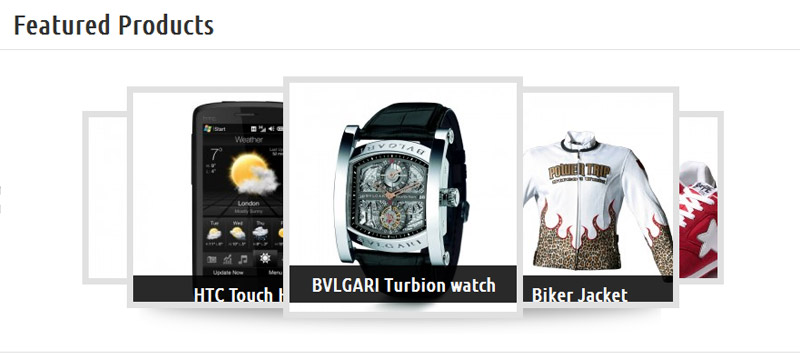 Featured Products
Start
Weather
7°
London
Mostly Sunny
Tue
Wed
Thu
Update Now
Menu
HTC Touch H
BVLGARI
BVLGARI
BVLGARI Turbion watch
POWER TRIP
Biker Jacket